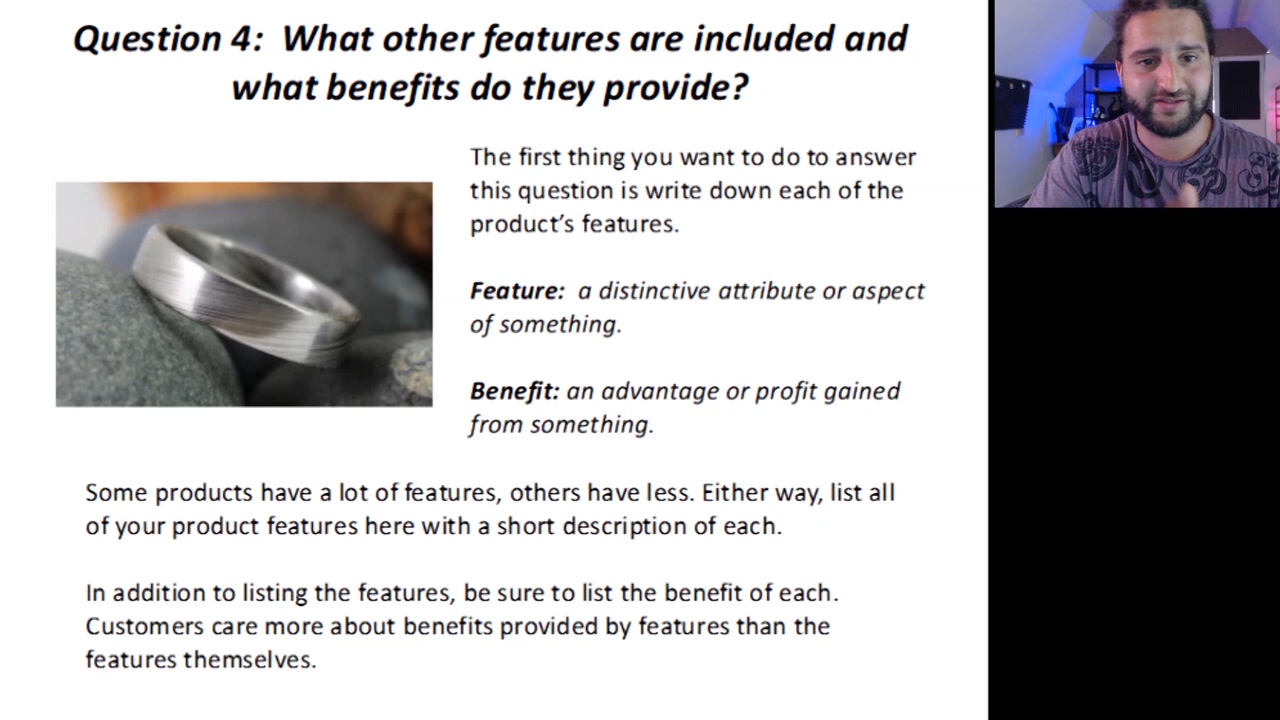 Question 4:  What other features are included and
what benefits do they provide?
The first thing you want to do to answer
this question is write down each of the
product’s features.
Feature:  a distinctive attribute or aspect
of something.
Benefit: an advantage or profit gained
from something.
Some products have a lot of features, others have less. Either way, list all
of your product features here with a short description of each.
In addition to listing the features, be sure to list the benefit of each.
Customers care more about benefits provided by features than the
features themselves.